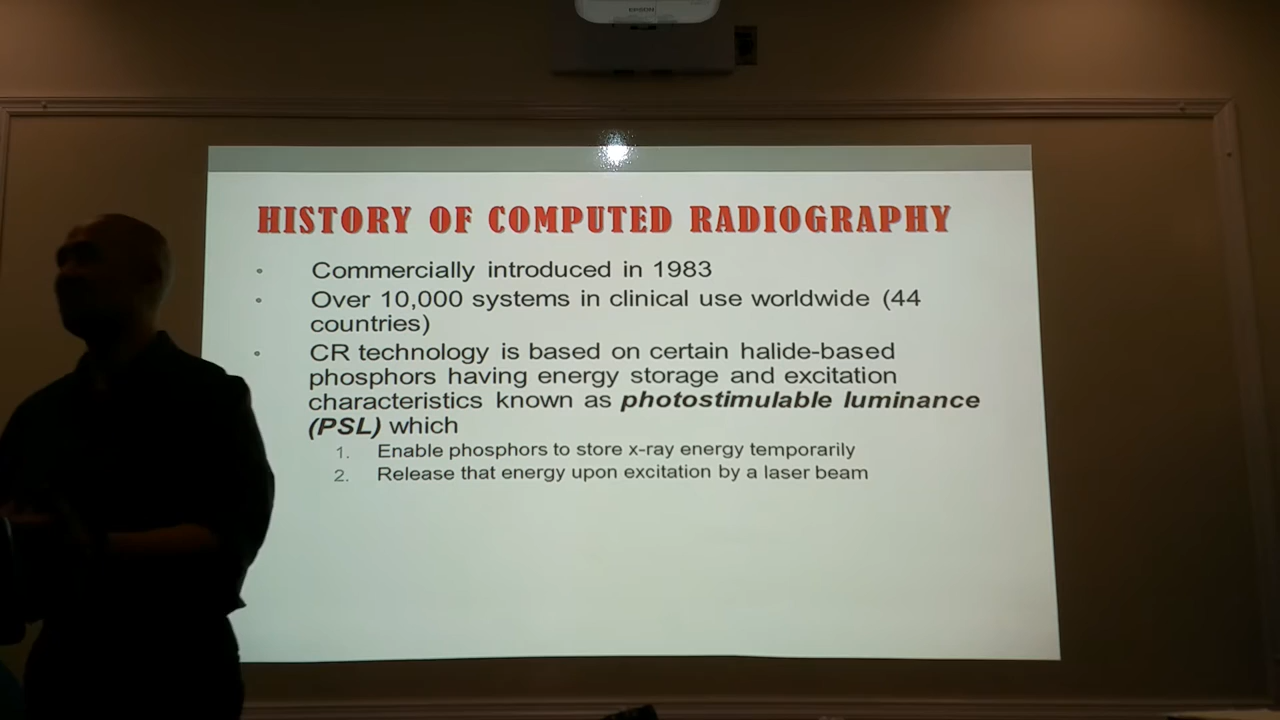 HISTORY OF COMPUTED RADIOGRAPHY
Commercially introduced in 1983
Over 10,000 systems in clinical use worldwide (44
countries)
CR technology is based on certain halide-based
phosphors having energy storage and excitation
characteristics known as photostimulable luminance
(PSL) which
1. Enable phosphors to store x-ray energy temporarily
2. Release that energy upon excitation by a laser beam